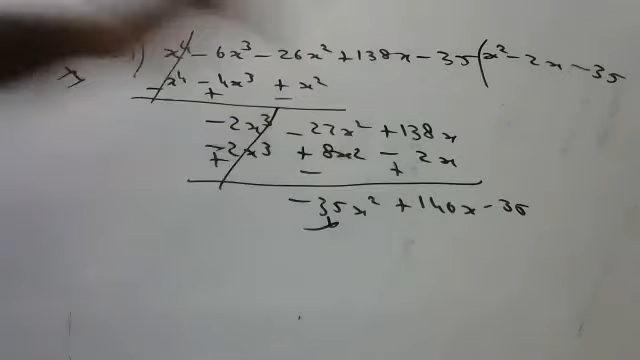 1) x⁴ - 6x³ - 26x² + 138x - 35 ( x² - 2x - 35
x⁴ - 4x³ + x²
- + -
- 2x³ - 27x² + 138x
- 2x³ + 8x² - 2x
+ - +
- 35x² + 140x - 35